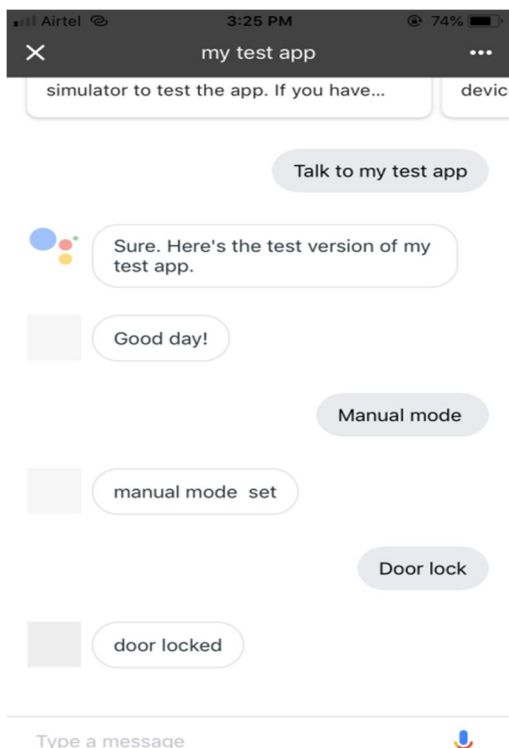 Airtel 3:25 PM 74%
my test app
simulator to test the app. If you have... devic
Talk to my test app
Sure. Here's the test version of my
test app.
Good day!
Manual mode
manual mode set
Door lock
door locked
Type a message